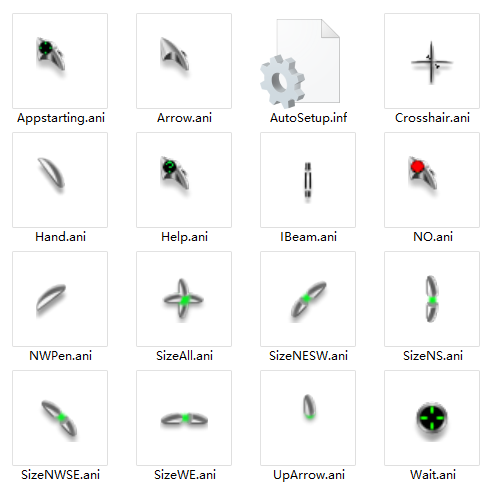 Appstarting.ani
Arrow.ani
AutoSetup.inf
Crosshair.ani
Hand.ani
Help.ani
IBeam.ani
NO.ani
NWPen.ani
SizeAll.ani
SizeNESW.ani
SizeNS.ani
SizeNWSE.ani
SizeWE.ani
UpArrow.ani
Wait.ani